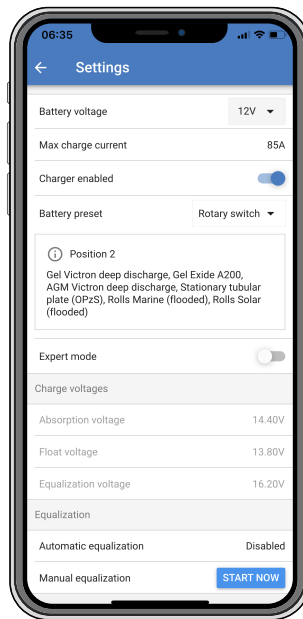 06:35
Settings
Battery voltage 12V
Max charge current 85A
Charger enabled
Battery preset Rotary switch
Position 2
Gel Victron deep discharge, Gel Exide A200,
AGM Victron deep discharge, Stationary tubular
plate (OPzS), Rolls Marine (flooded), Rolls Solar
(flooded)
Expert mode
Charge voltages
Absorption voltage 14.40V
Float voltage 13.80V
Equalization voltage 16.20V
Equalization
Automatic equalization Disabled
Manual equalization START NOW